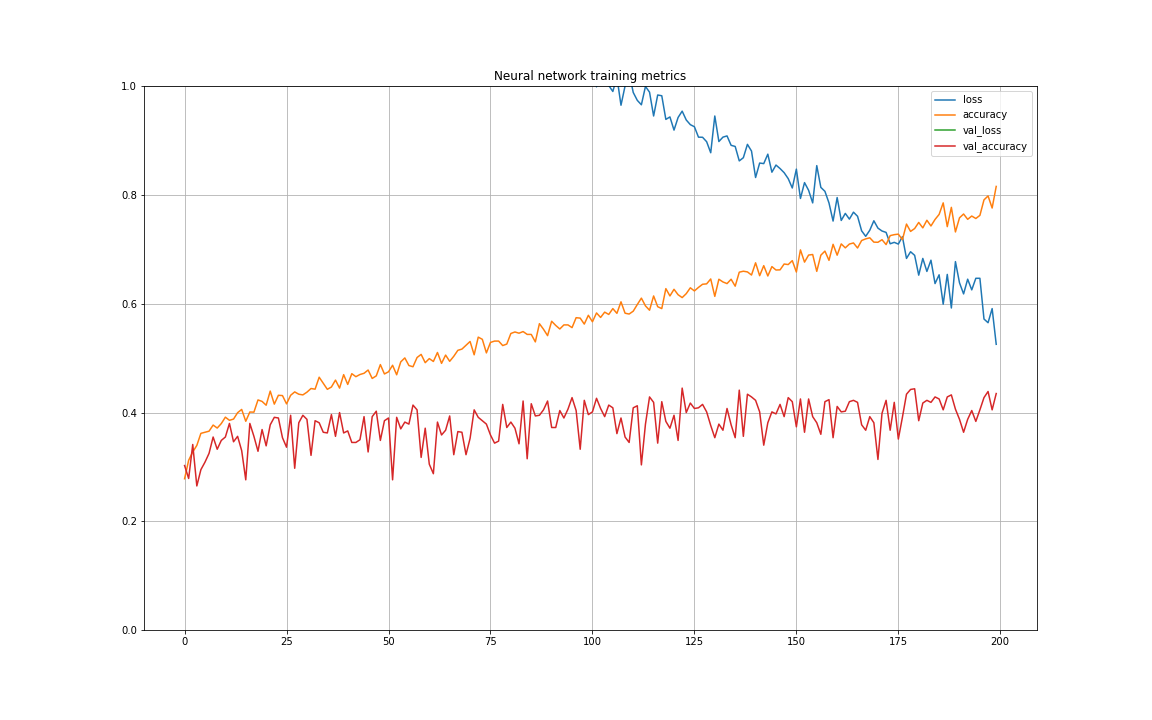 Neural network training metrics
1.0
loss
accuracy
val_loss
val_accuracy
0.8
0.6
0.4
0.2
0.0
0 25 50 75 100 125 150 175 200